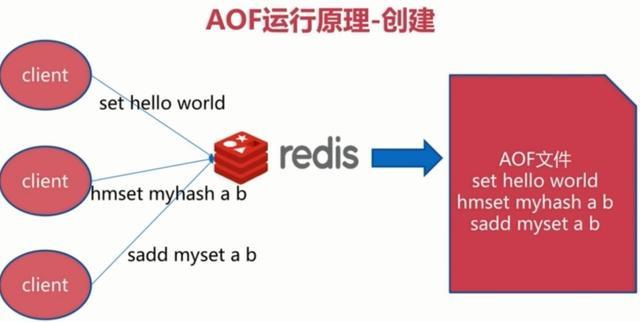 AOF运行原理-创建
client
set hello world
client
hmset myhash a b
client
sadd myset a b
redis
AOF文件
set hello world
hmset myhash a b
sadd myset a b